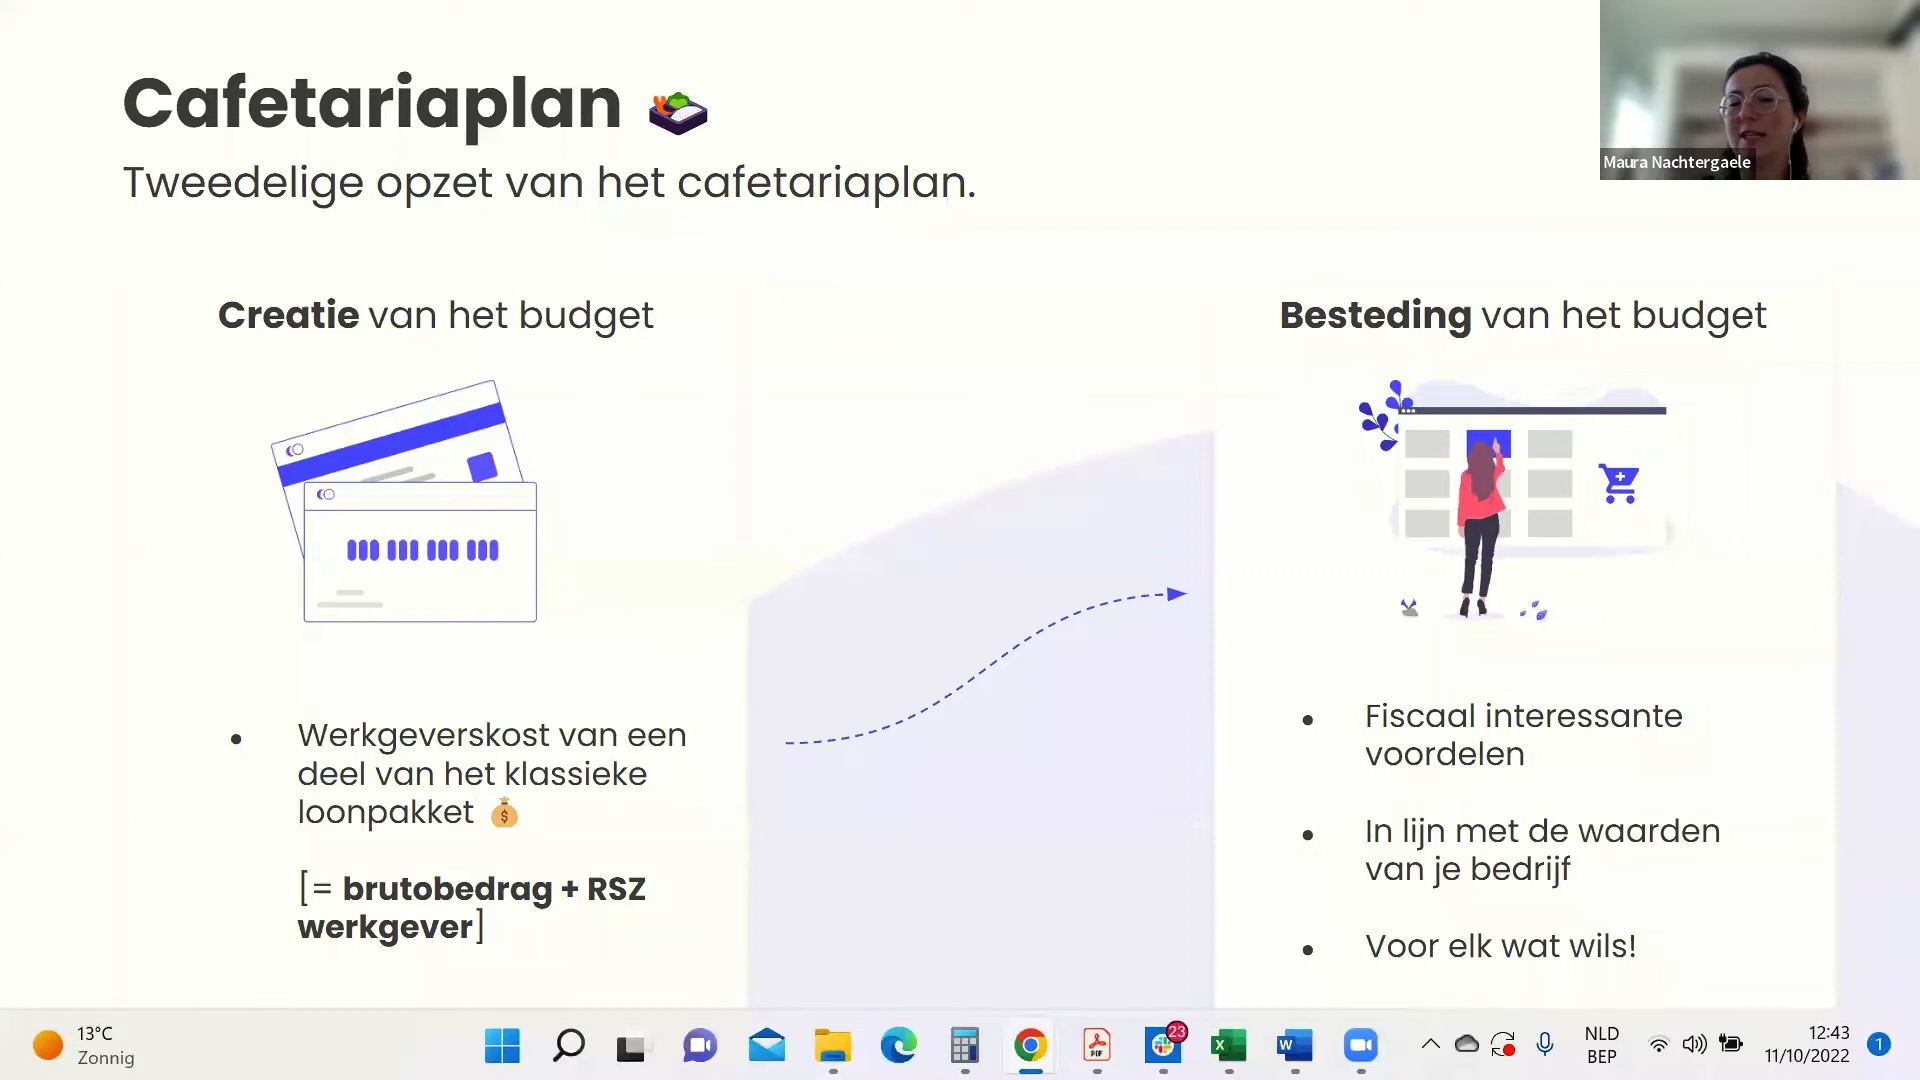 Cafetariaplan
Tweedelige opzet van het cafetariaplan.
Maura Nachtergaele
Creatie van het budget
Werkgeverskost van een
deel van het klassieke
loonpakket
[= brutobedrag + RSZ
werkgever]
Besteding van het budget
Fiscaal interessante
voordelen
In lijn met de waarden
van je bedrijf
Voor elk wat wils!
13°C
Zonnig
PDF
23
X
W
NLD
BEP
12:43
11/10/2022
1